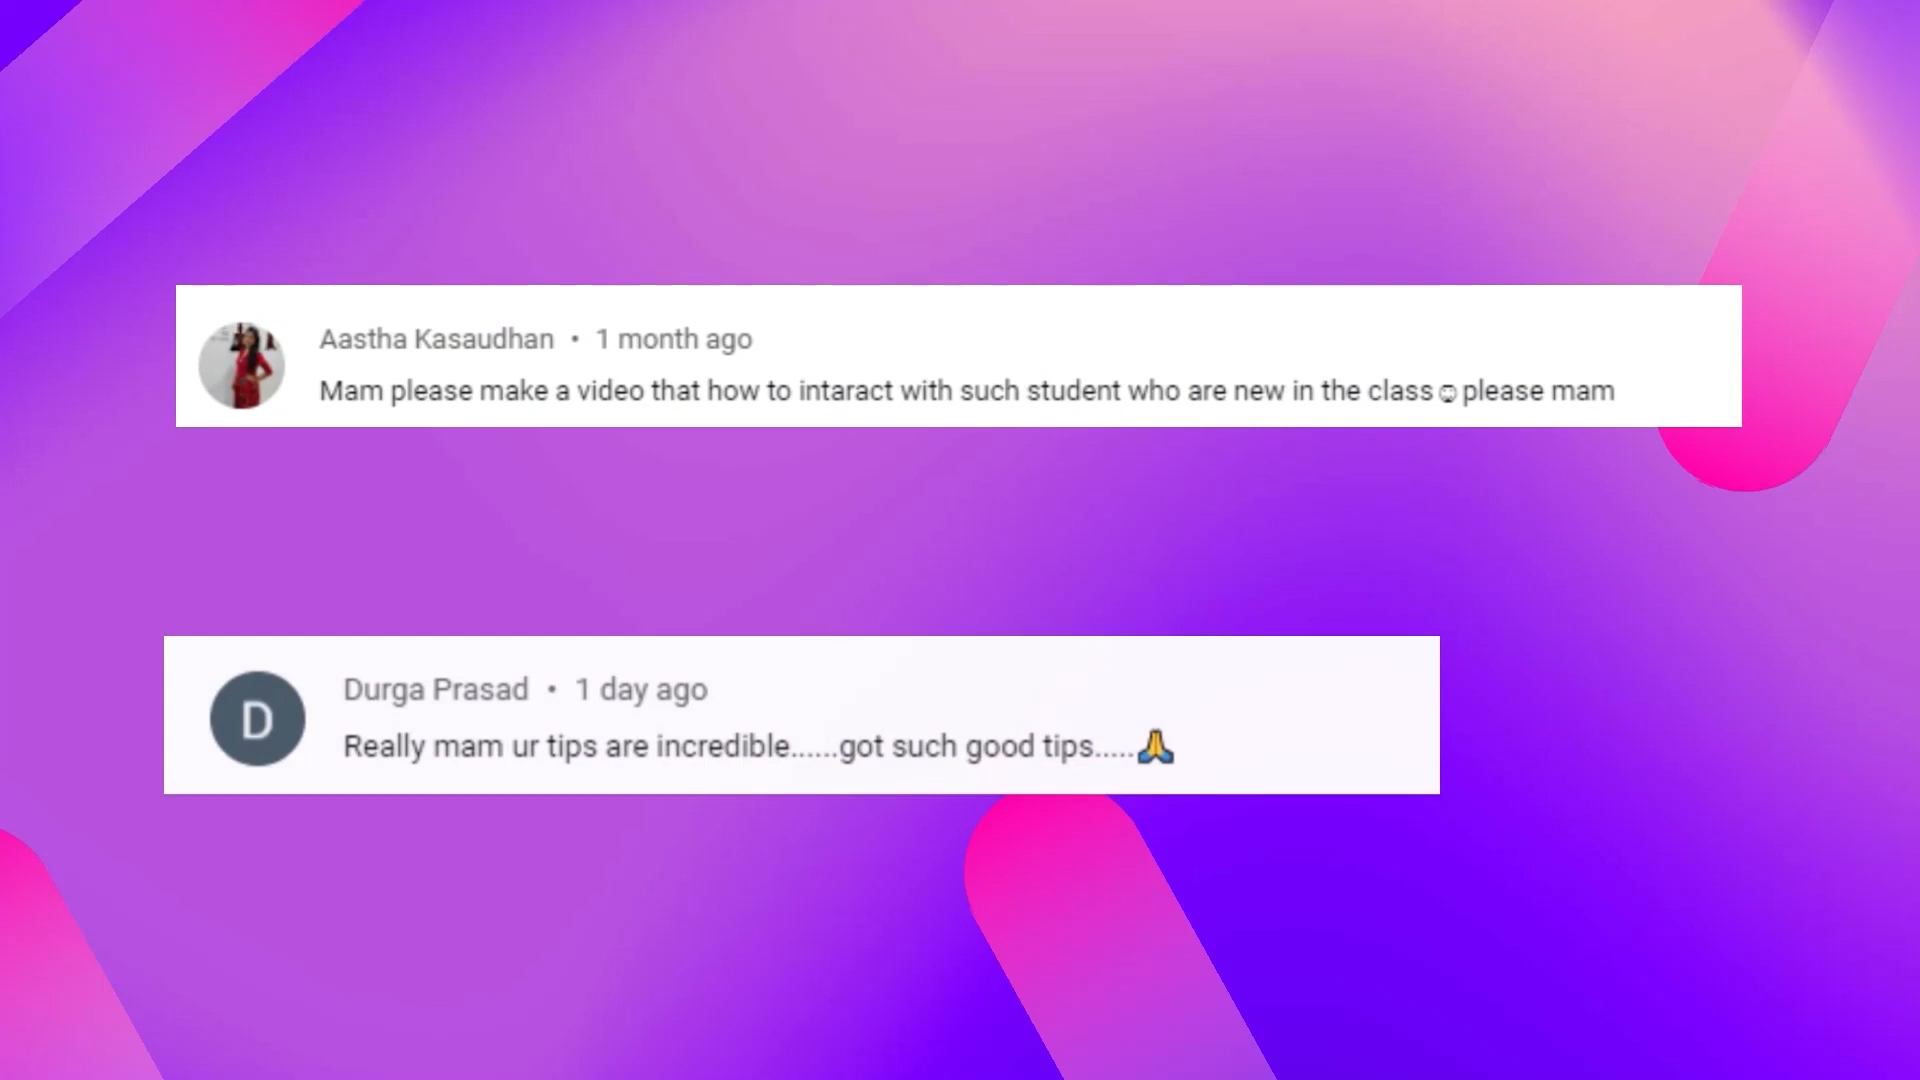 Aastha Kasaudhan • 1 month ago
Mam please make a video that how to intaract with such student who are new in the class☺please mam
D
Durga Prasad • 1 day ago
Really mam ur tips are incredible......got such good tips.....🙏